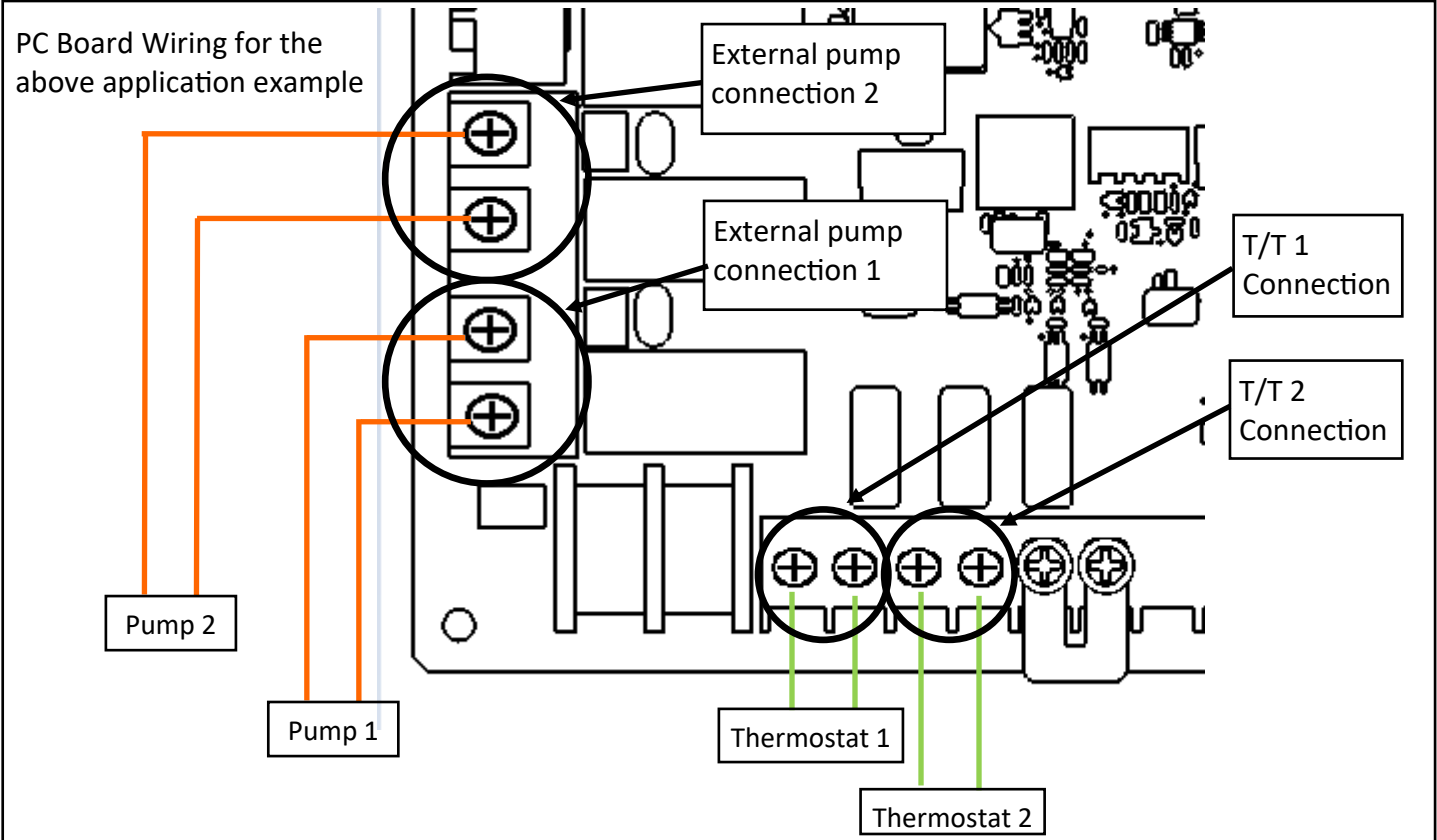 PC Board Wiring for the
above application example
External pump
connection 2
External pump
connection 1
T/T 1
Connection
T/T 2
Connection
Pump 2
Pump 1
Thermostat 1
Thermostat 2